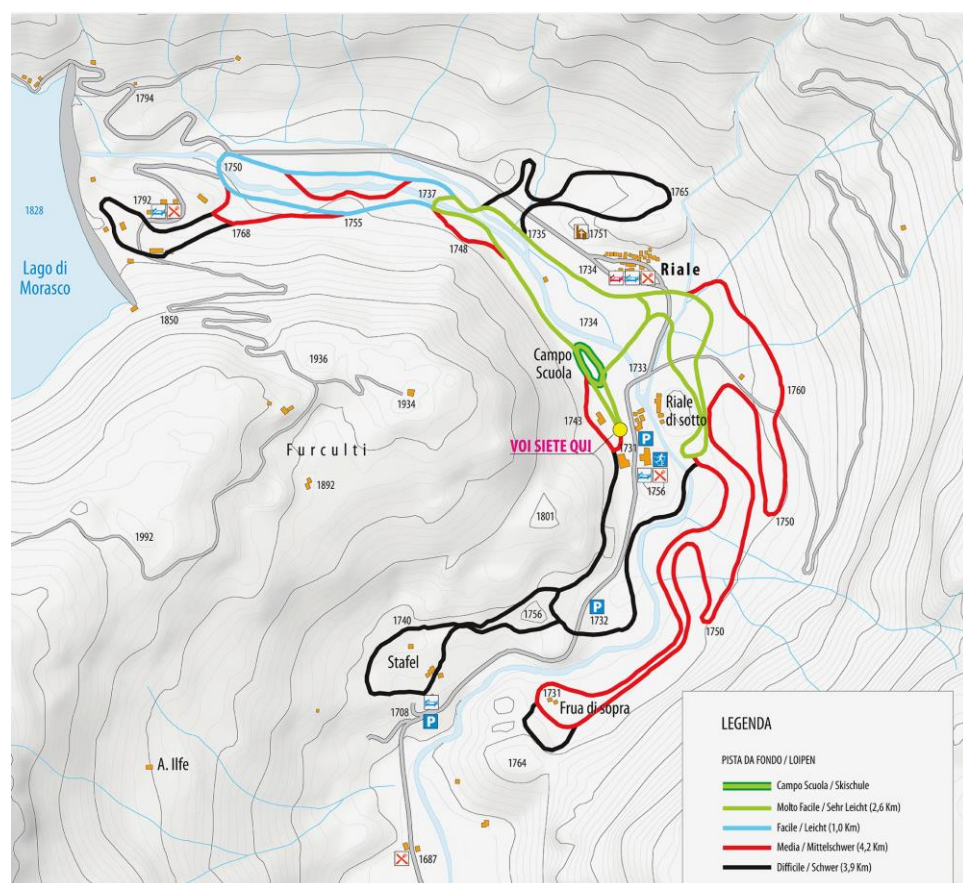 1794
1750
1737
1765
1792
1828
1768
1755
1748
1735
1751
1734
Riale
Lago di
Morasco
1850
1734
Campo
Scuola
1733
1936
1934
1760
1743
Riale
di sotto
VOI SIETE QUI
1731
P
Furculti
1892
1756
1801
1750
1992
1756
P
1732
1740
1750
Stafel
1731
Frua di sopra
1708
P
1764
A. Ilfe
1687
LEGENDA
PISTA DA FONDO / LOIPEN
Campo Scuola / Skischule
Molto Facile / Sehr Leicht (2,6 Km)
Facile / Leicht (1,0 Km)
Media / Mittelschwer (4,2 Km)
Difficile / Schwer (3,9 Km)